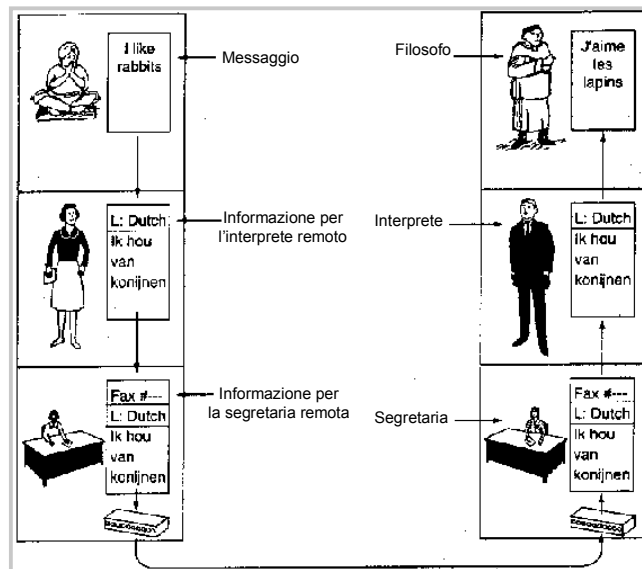 I like
rabbits
Messaggio
L: Dutch
Ik hou
van
konijnen
Informazione per
l'interprete remoto
Fax #---
L: Dutch
Ik hou
van
konijnen
Informazione per
la segretaria remota
Filosofo
J'aime
les
lapins
Interprete
L: Dutch
Ik hou
van
konijnen
Segretaria
Fax #---
L: Dutch
Ik hou
van
konijnen